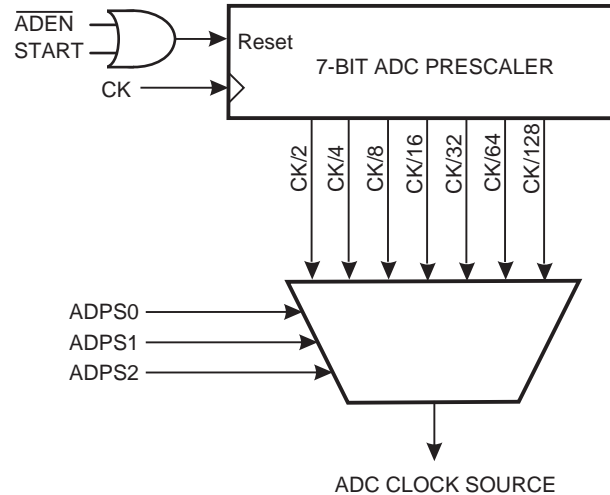 ADEN
START
Reset
7-BIT ADC PRESCALER
CK
CK/2
CK/4
CK/8
CK/16
CK/32
CK/64
CK/128
ADPS0
ADPS1
ADPS2
ADC CLOCK SOURCE